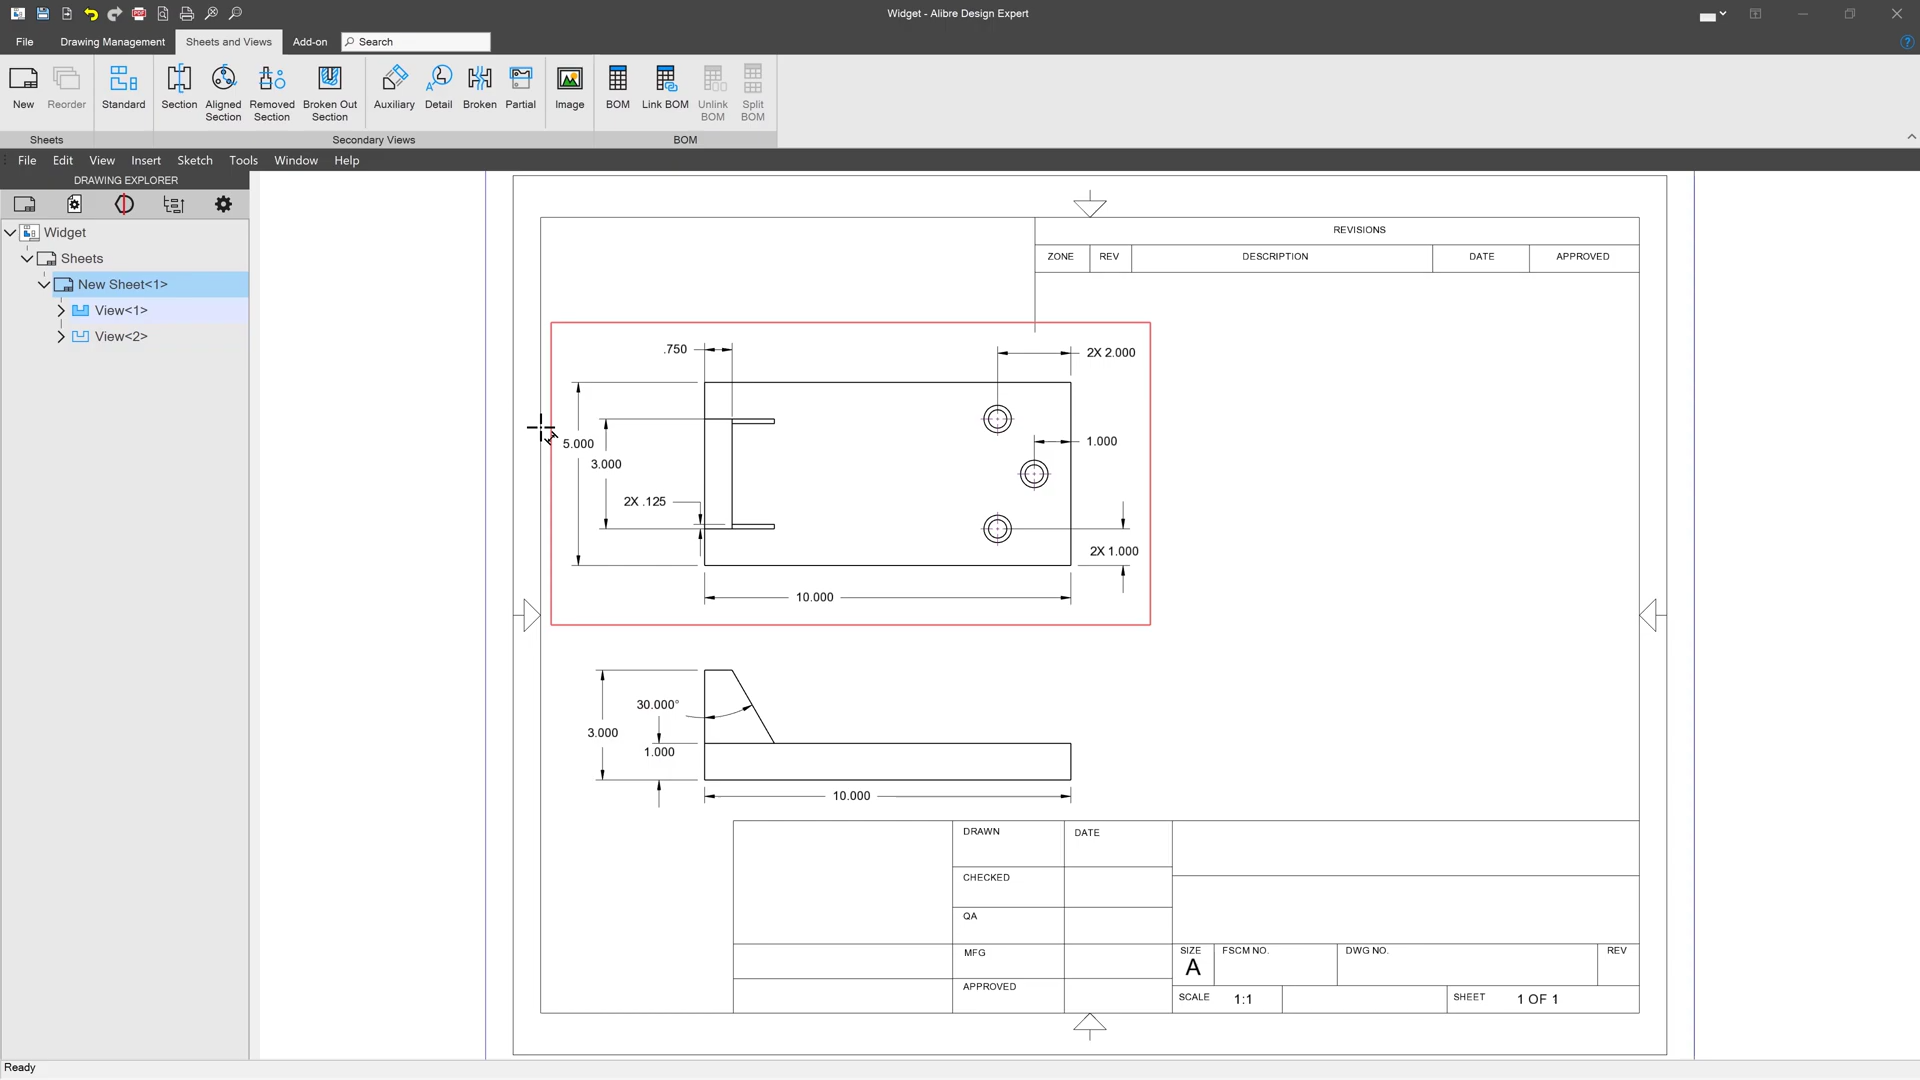 Widget - Alibre Design Expert
File
Drawing Management
Sheets and Views
Add-on
Search
New
Reorder
Standard
Section
Aligned
Section
Removed
Section
Broken Out
Section
Auxiliary
Detail
Broken
Partial
Image
BOM
Link BOM
Unlink
BOM
Split
BOM
Sheets
Secondary Views
BOM
File
Edit
View
Insert
Sketch
Tools
Window
Help
DRAWING EXPLORER
Widget
Sheets
New Sheet<1>
View<1>
View<2>
REVISIONS
ZONE
REV
DESCRIPTION
DATE
APPROVED
.750
2X 2.000
5.000
1.000
3.000
2X .125
2X 1.000
10.000
30.000°
3.000
1.000
10.000
DRAWN
DATE
CHECKED
QA
MFG
APPROVED
SIZE
A
FSCM NO.
DWG NO.
REV
SCALE
1:1
SHEET
1 OF 1
Ready